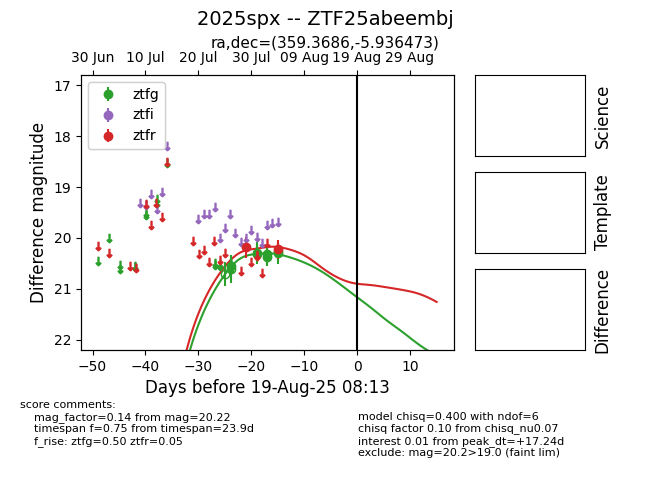 2025spx -- ZTF25abeembj
ra,dec=(359.3686,-5.936473)
30 Jun 10 Jul 20 Jul 30 Jul 09 Aug 19 Aug 29 Aug
ztfg
ztfi
ztfr
17
18
19
20
21
22
Difference magnitude
−50 −40 −30 −20 −10 0 10
Days before 19-Aug-25 08:13
Science
Template
Difference
score comments:
mag_factor=0.14 from mag=20.22
timespan f=0.75 from timespan=23.9d
f_rise: ztfg=0.50 ztfr=0.05
model chisq=0.400 with ndof=6
chisq factor 0.10 from chisq_nu0.07
interest 0.01 from peak_dt=+17.24d
exclude: mag=20.2>19.0 (faint lim)